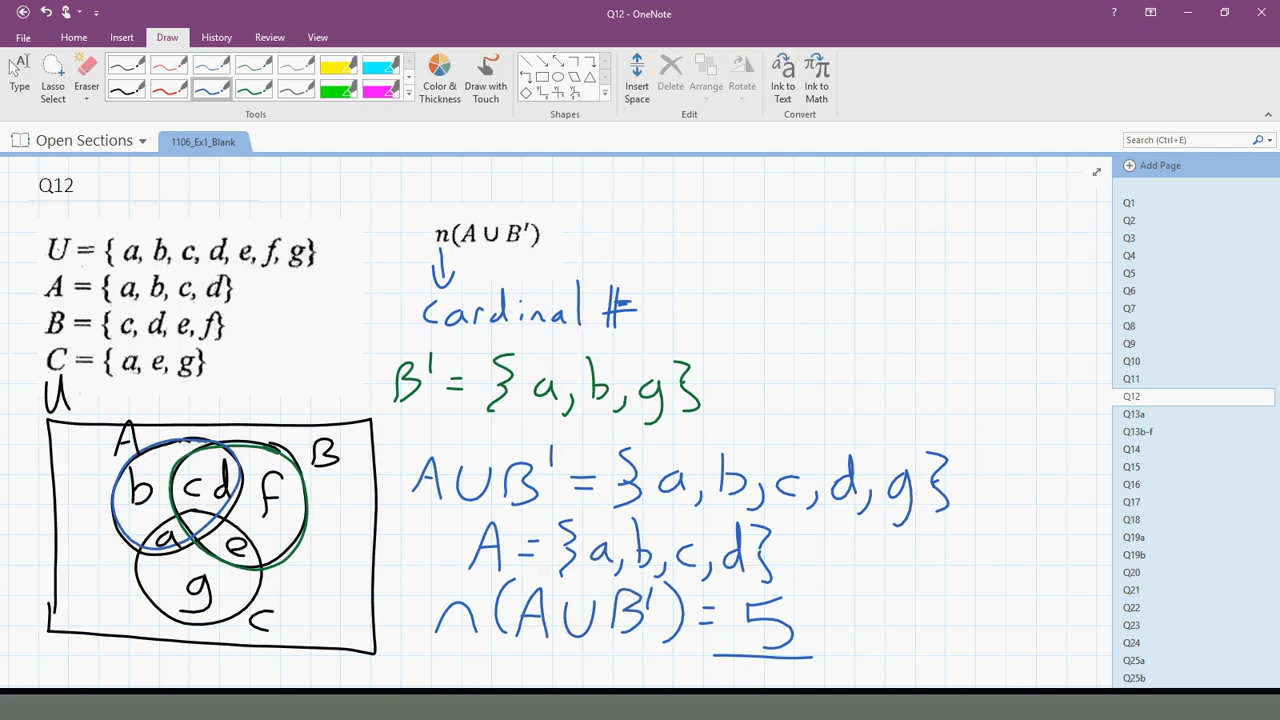 Q12 - OneNote
?
File Home Insert Draw History Review View
Type
Lasso Select
Eraser
Color & Thickness
Draw with Touch
Insert Space
Delete
Arrange
Rotate
Ink to Text
Ink to Math
Tools
Shapes
Edit
Convert
Open Sections
1106_Ex1_Blank
Search (Ctrl+E)
Add Page
Q12
U = { a, b, c, d, e, f, g}
A = { a, b, c, d}
B = { c, d, e, f}
C = { a, e, g}
n(A ∪ B')
cardinal #
B' = {a, b, g}
A∪B' = {a, b, c, d, g}
A = {a, b, c, d}
n(A∪B') = 5
U
A
B
b c d f
a e
g
C
Q1
Q2
Q3
Q4
Q5
Q6
Q7
Q8
Q9
Q10
Q11
Q12
Q13a
Q13b-f
Q14
Q15
Q16
Q17
Q18
Q19a
Q19b
Q20
Q21
Q22
Q23
Q24
Q25a
Q25b